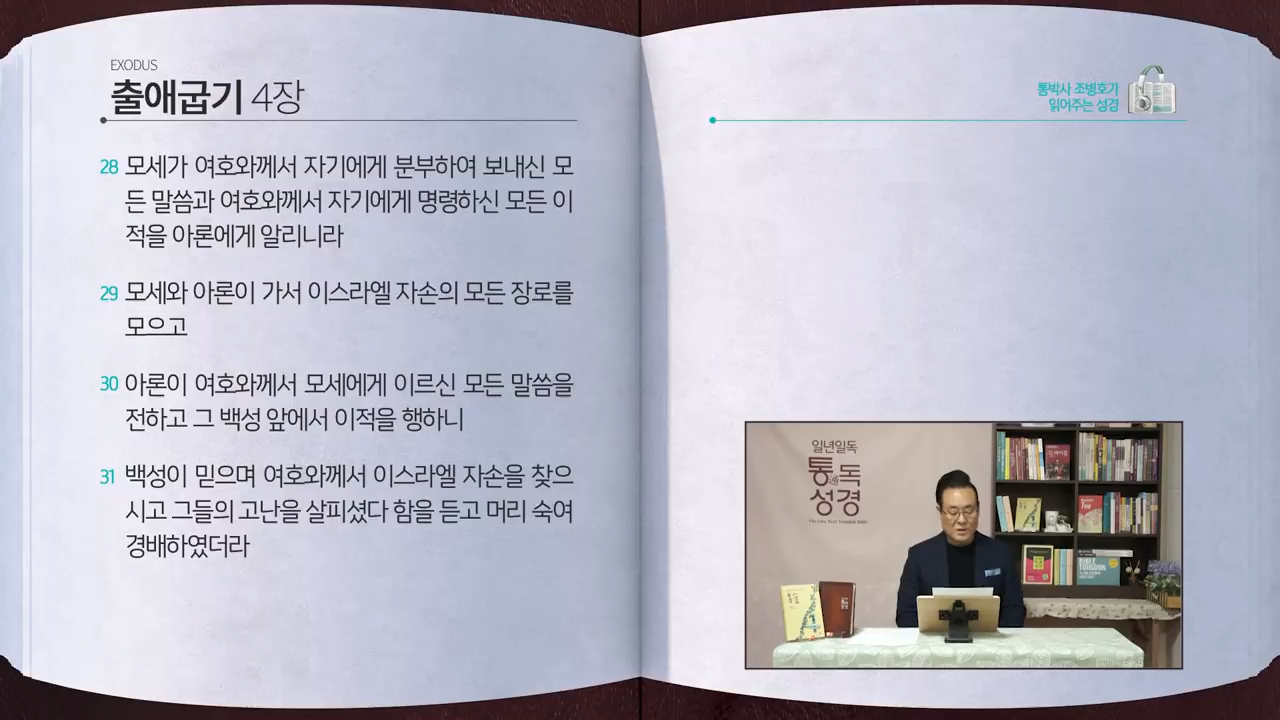 EXODUS
출애굽기 4장
28 모세가 여호와께서 자기에게 분부하여 보내신 모
든 말씀과 여호와께서 자기에게 명령하신 모든 이
적을 아론에게 알리니라
29 모세와 아론이 가서 이스라엘 자손의 모든 장로를
모으고
30 아론이 여호와께서 모세에게 이르신 모든 말씀을
전하고 그 백성 앞에서 이적을 행하니
31 백성이 믿으며 여호와께서 이스라엘 자손을 찾으
시고 그들의 고난을 살피셨다 함을 듣고 머리 숙여
경배하였더라
통박사 조병호가
읽어주는 성경
일년일독
통독
성경
BIBLE
TONGDOK